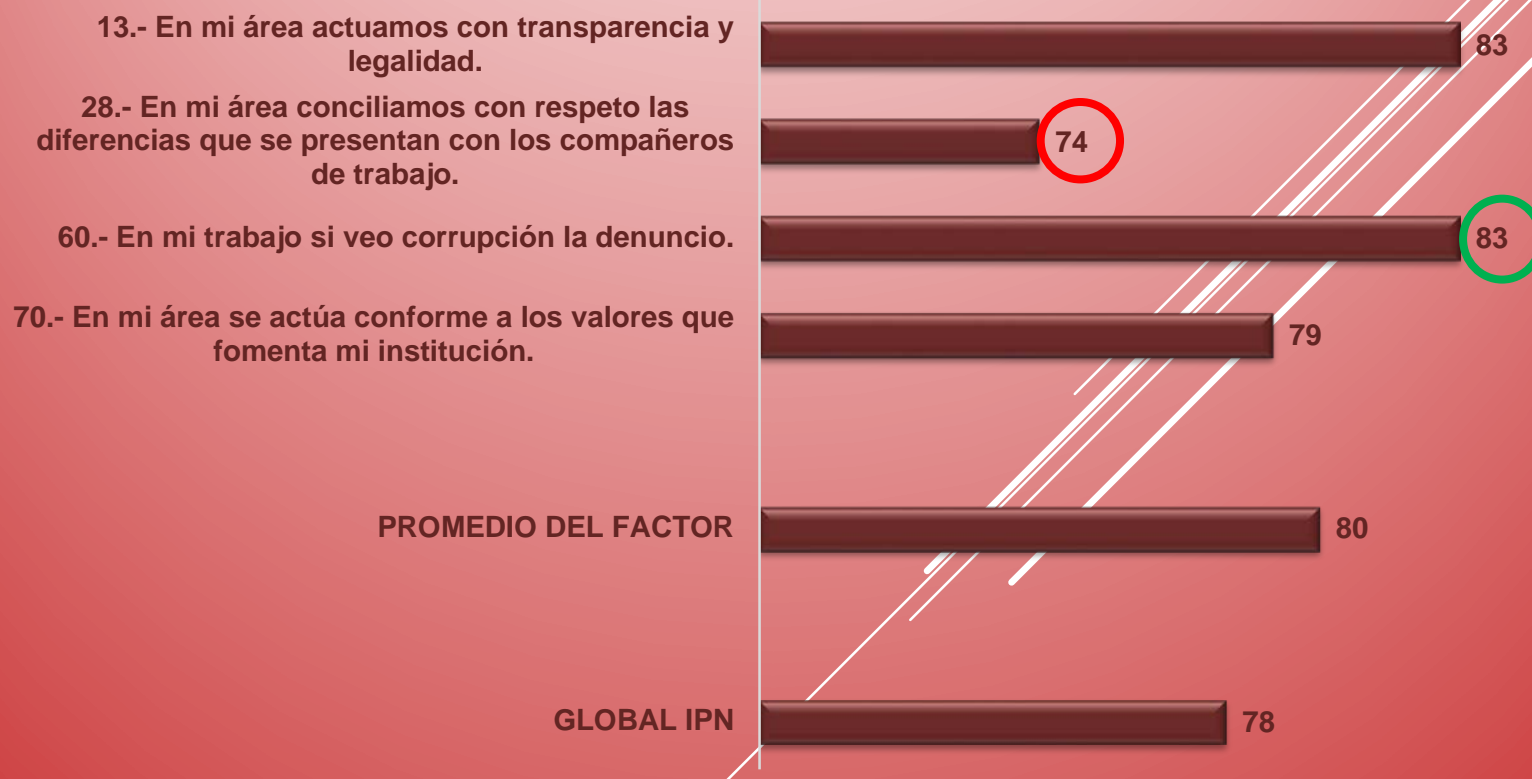 13.- En mi área actuamos con transparencia y
legalidad.
83
28.- En mi área conciliamos con respeto las
diferencias que se presentan con los compañeros
de trabajo.
74
60.- En mi trabajo si veo corrupción la denuncio.
83
70.- En mi área se actúa conforme a los valores que
fomenta mi institución.
79
PROMEDIO DEL FACTOR
80
GLOBAL IPN
78